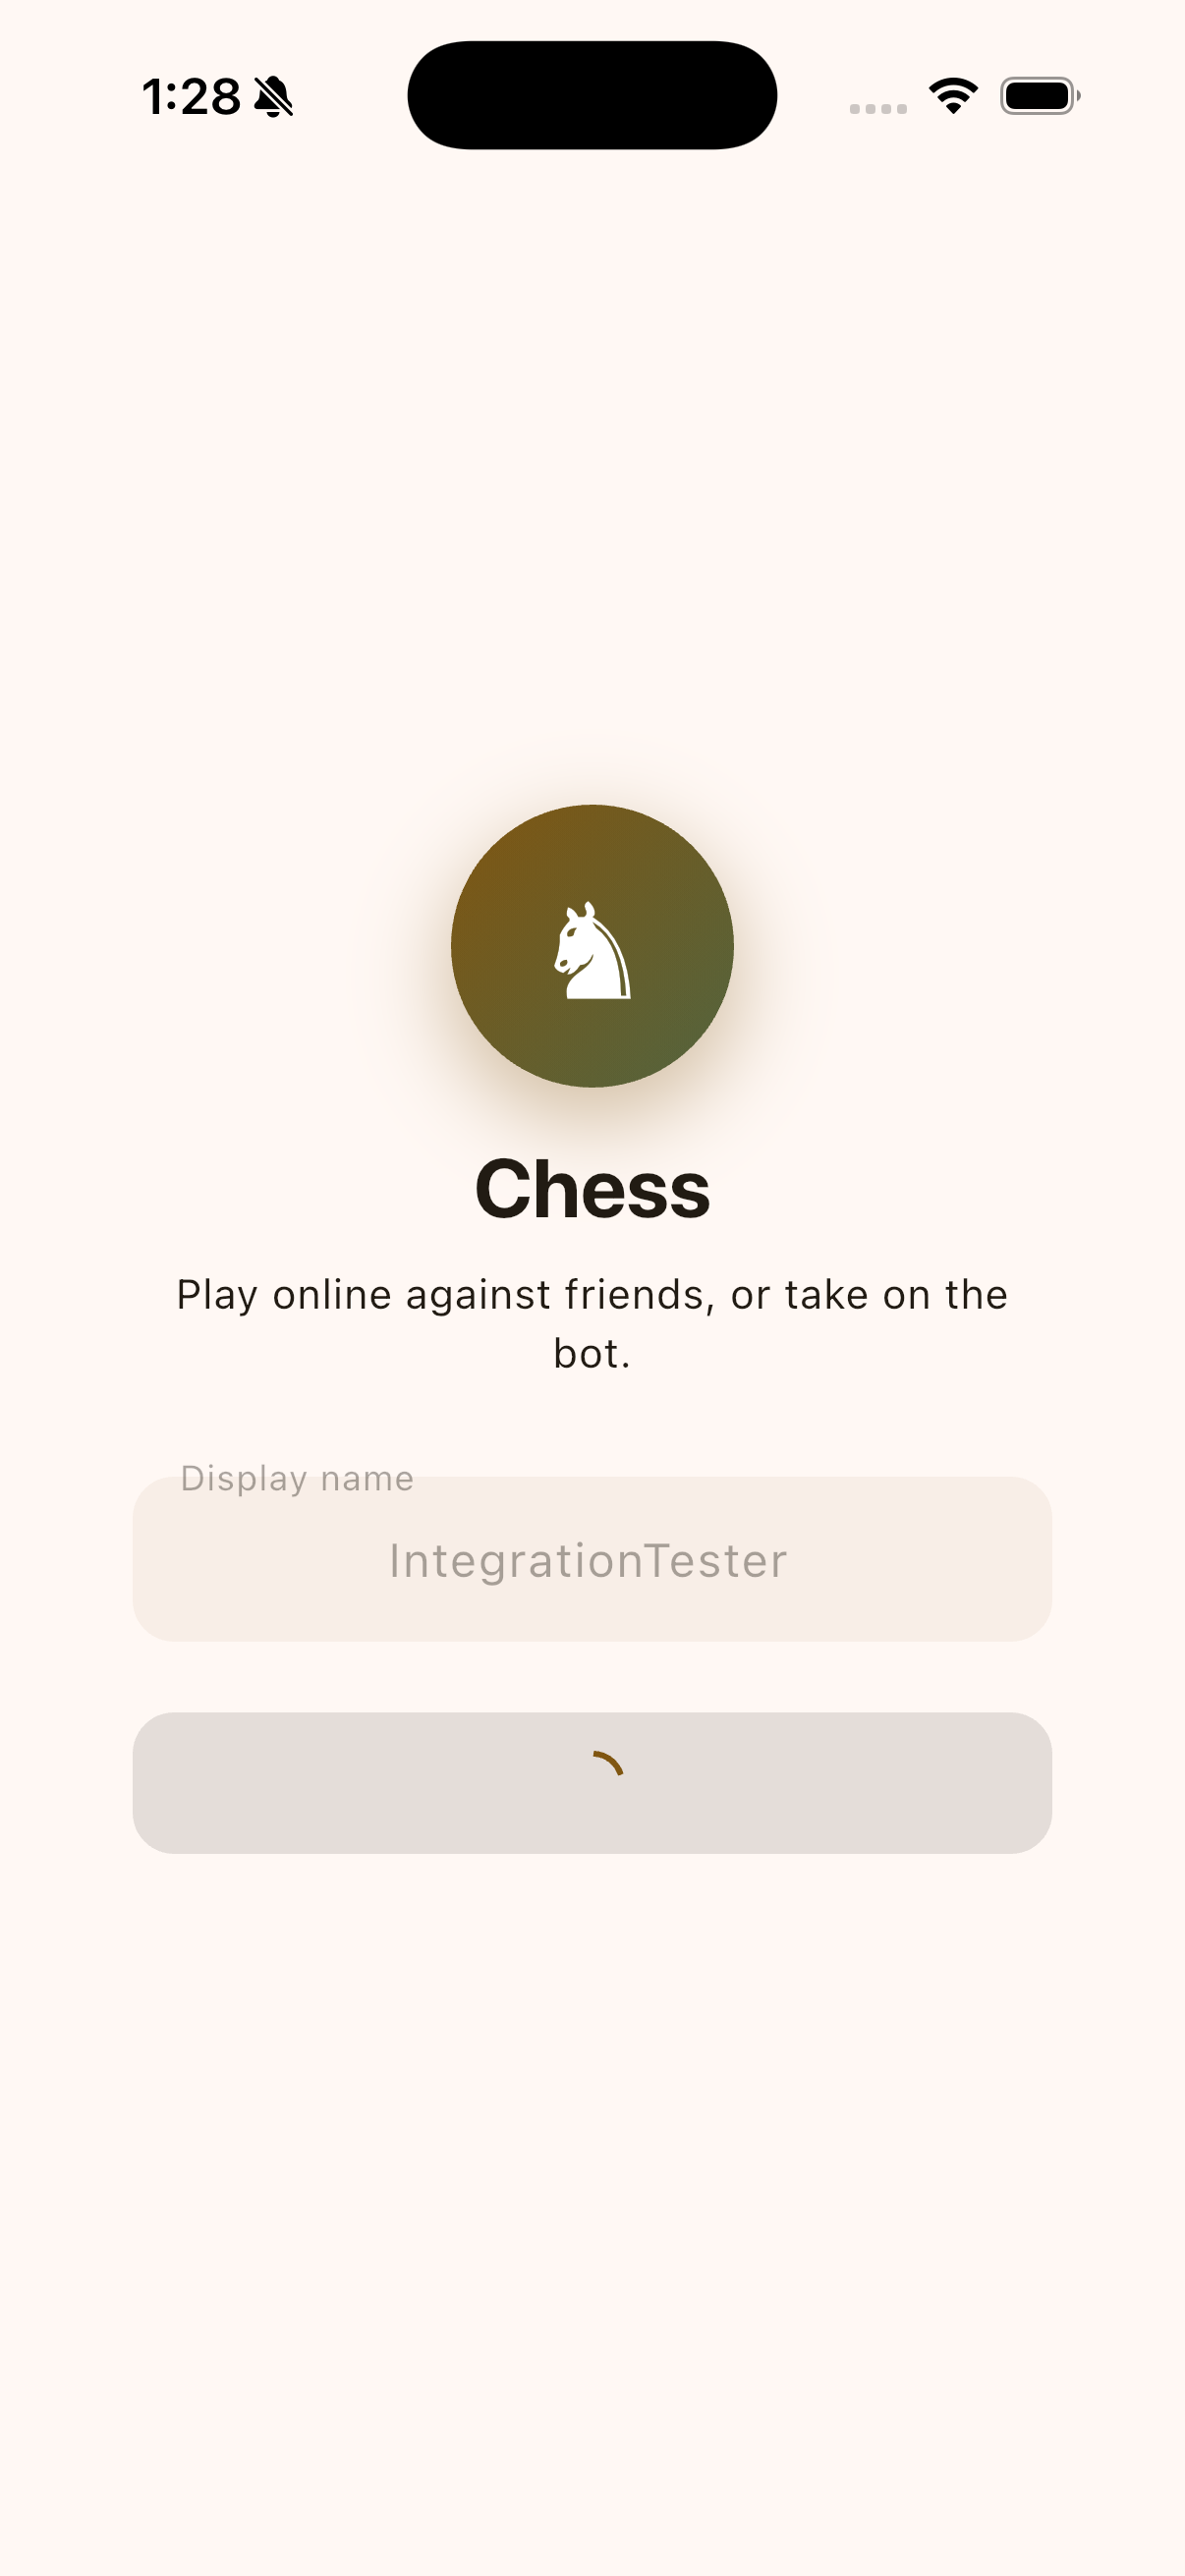 1:28
Chess
Play online against friends, or take on the
bot.
Display name
IntegrationTester